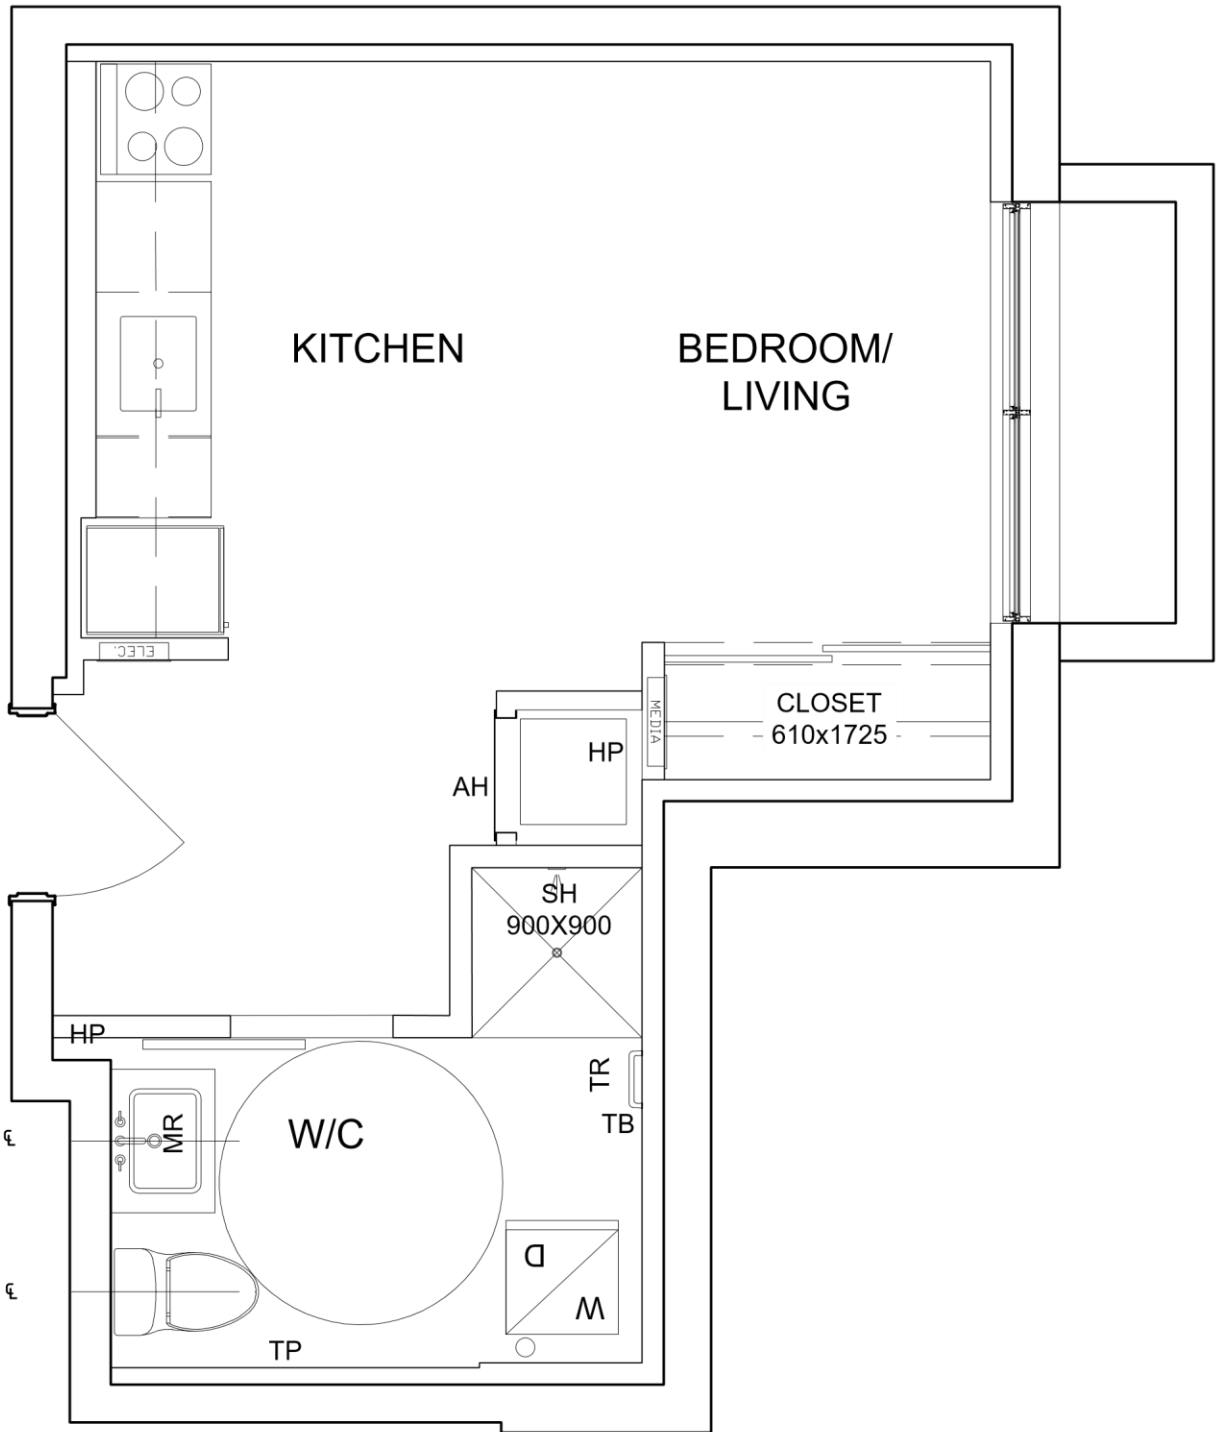 KITCHEN
BEDROOM/
LIVING
ELEC.
CLOSET
610x1725
MEDIA
HP
AH
SH
900X900
HP
TR
TB
MR
W/C
℄
℄
D
W
TP